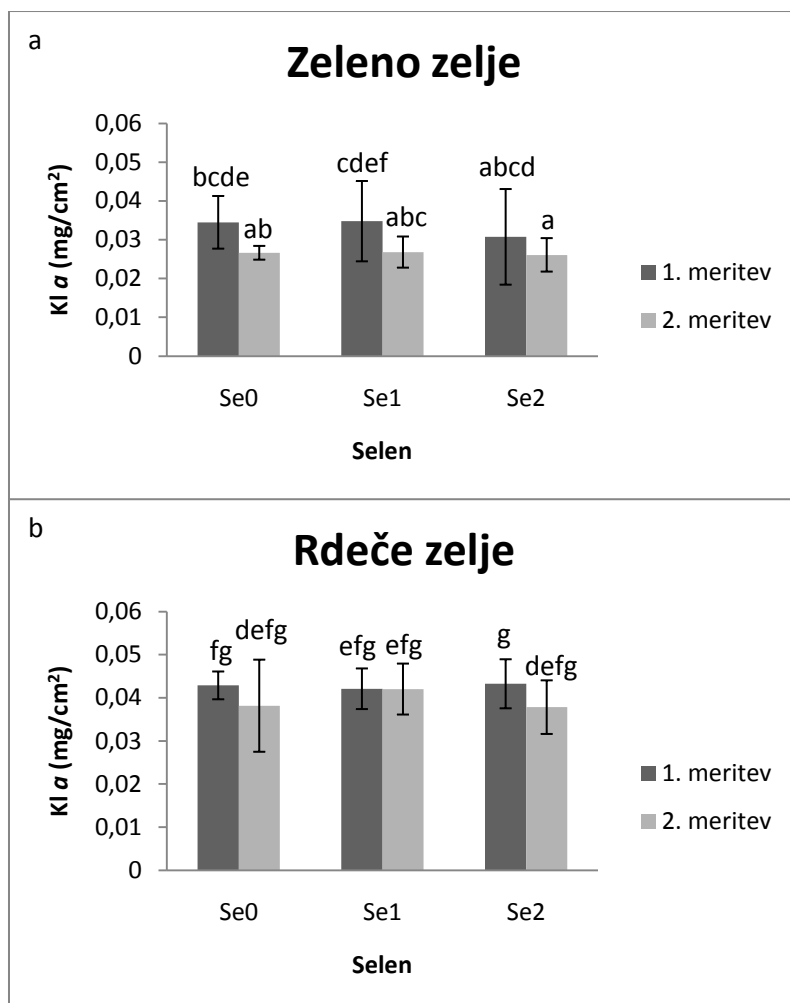 a
Zeleno zelje
Kl a (mg/cm²)
0,06
0,05
0,04
0,03
0,02
0,01
0
bcde
ab
cdef
abc
abcd
a
Se0
Se1
Se2
Selen
1. meritev
2. meritev
b
Rdeče zelje
Kl a (mg/cm²)
0,06
0,05
0,04
0,03
0,02
0,01
0
fg
defg
efg
efg
g
defg
Se0
Se1
Se2
Selen
1. meritev
2. meritev